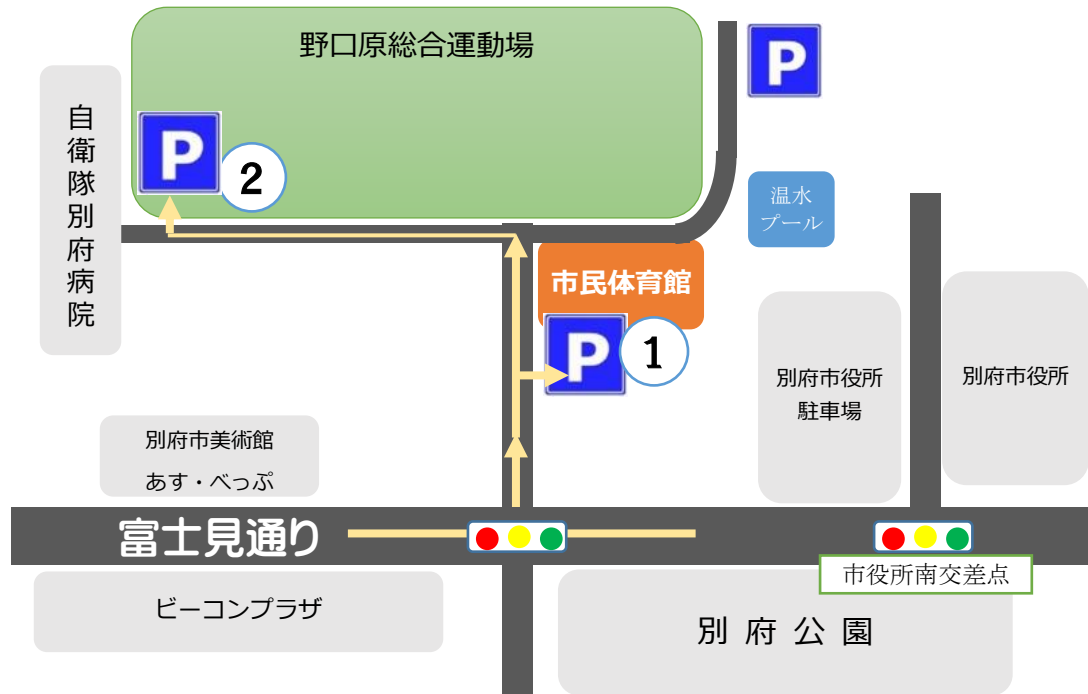 野口原総合運動場
P
自衛隊別府病院
P
2
温水
プール
市民体育館
P
1
別府市役所
駐車場
別府市役所
別府市美術館
あす・べっぷ
富士見通り
市役所南交差点
ビーコンプラザ
別府公園